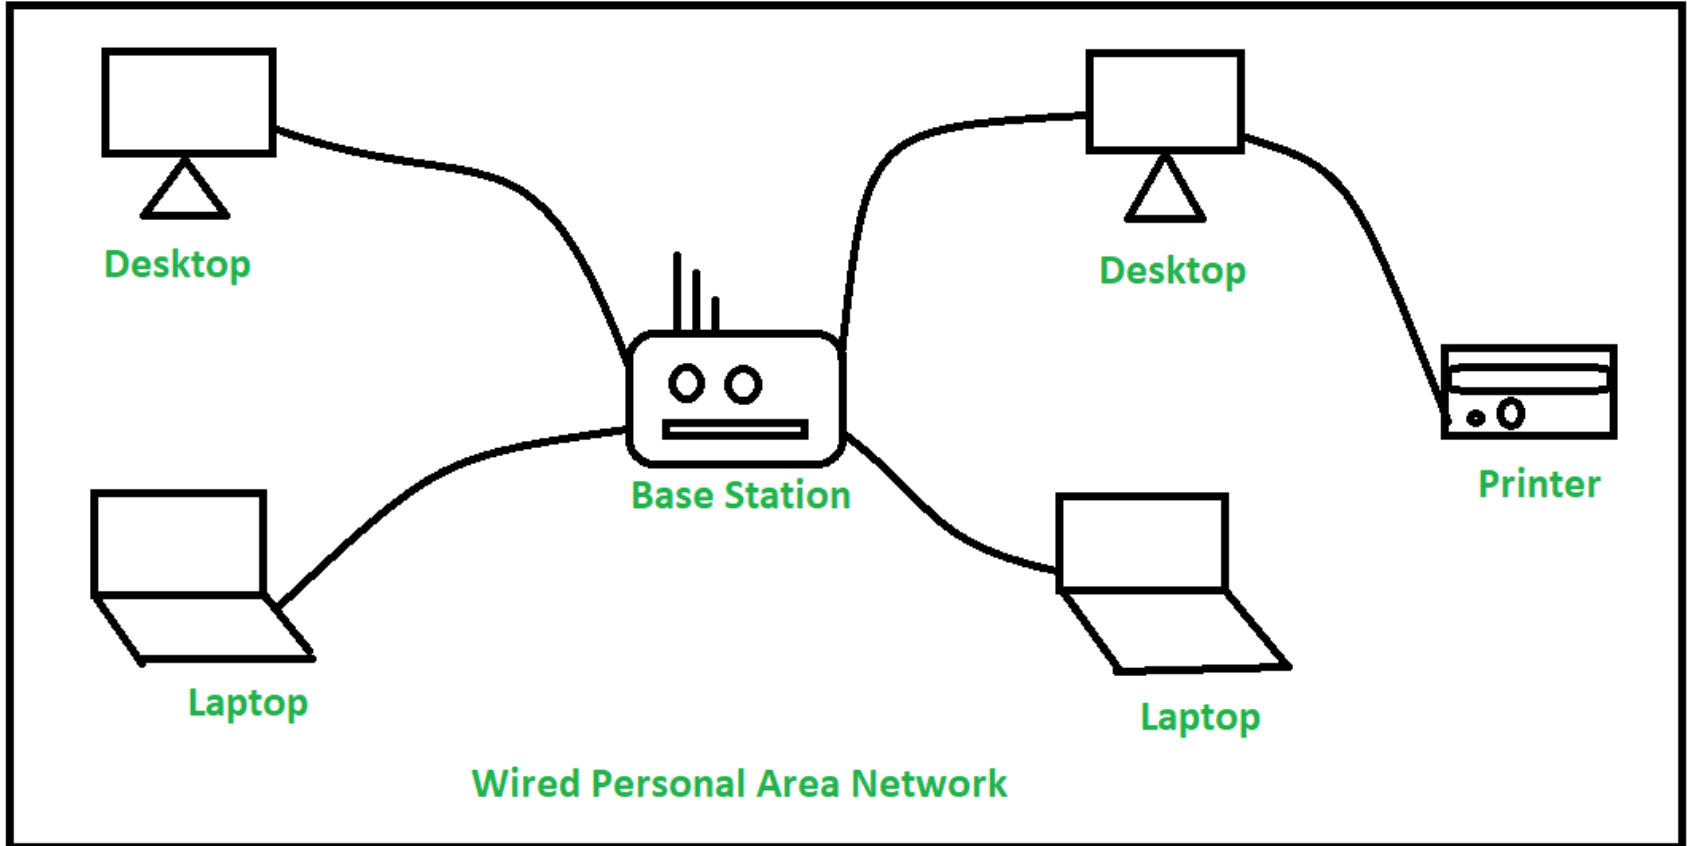 Desktop
Desktop
Base Station
Printer
Laptop
Laptop
Wired Personal Area Network